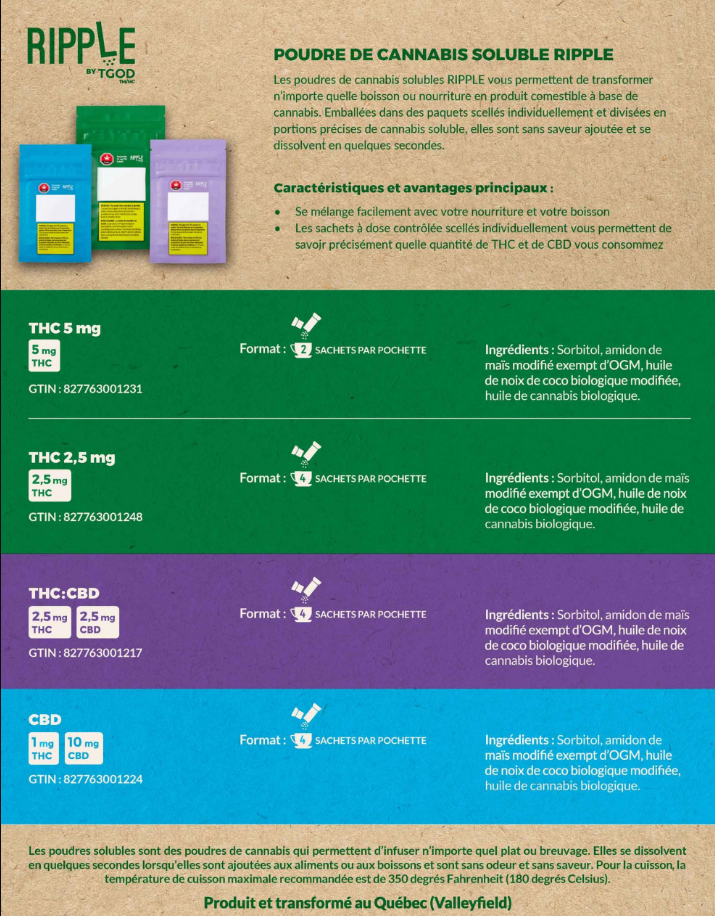 RIPPLE
BY TGOD
POUDRE DE CANNABIS SOLUBLE RIPPLE
Les poudres de cannabis solubles RIPPLE vous permettent de transformer
n'importe quelle boisson ou nourriture en produit comestible à base de
cannabis. Emballées dans des paquets scellés individuellement et divisées en
portions précises de cannabis soluble, elles sont sans saveur ajoutée et se
dissolvent en quelques secondes.
Caractéristiques et avantages principaux :
• Se mélange facilement avec votre nourriture et votre boisson
• Les sachets à dose contrôlée scellés individuellement vous permettent de
savoir précisément quelle quantité de THC et de CBD vous consommez
THC 5 mg
5 mg
THC
GTIN : 827763001231
Format : 2 SACHETS PAR POCHETTE
Ingrédients : Sorbitol, amidon de
maïs modifié exempt d'OGM, huile
de noix de coco biologique modifiée,
huile de cannabis biologique.
THC 2,5 mg
2,5 mg
THC
GTIN : 827763001248
Format : 4 SACHETS PAR POCHETTE
Ingrédients : Sorbitol, amidon de maïs
modifié exempt d'OGM, huile de noix
de coco biologique modifiée, huile de
cannabis biologique.
THC:CBD
2,5 mg THC
2,5 mg CBD
GTIN : 827763001217
Format : 4 SACHETS PAR POCHETTE
Ingrédients : Sorbitol, amidon de maïs
modifié exempt d'OGM, huile de noix
de coco biologique modifiée, huile de
cannabis biologique.
CBD
1 mg THC
10 mg CBD
GTIN : 827763001224
Format : 4 SACHETS PAR POCHETTE
Ingrédients : Sorbitol, amidon de
maïs modifié exempt d'OGM, huile
de noix de coco biologique modifiée,
huile de cannabis biologique.
Les poudres solubles sont des poudres de cannabis qui permettent d'infuser n'importe quel plat ou breuvage. Elles se dissolvent
en quelques secondes lorsqu'elles sont ajoutées aux aliments ou aux boissons et sont sans odeur et sans saveur. Pour la cuisson, la
température de cuisson maximale recommandée est de 350 degrés Fahrenheit (180 degrés Celsius).
Produit et transformé au Québec (Valleyfield)